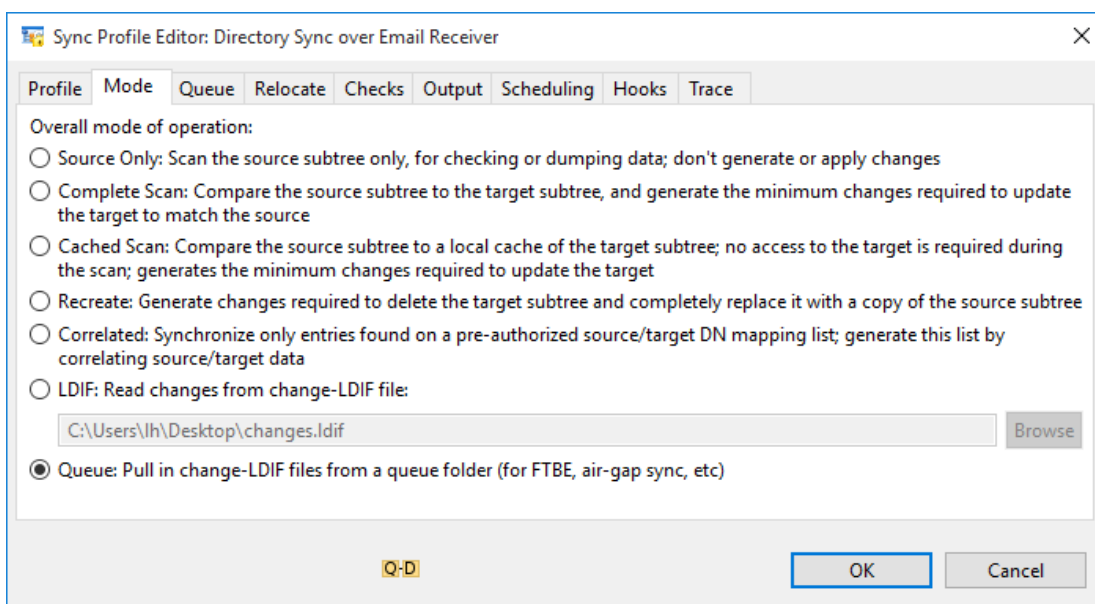 Sync Profile Editor: Directory Sync over Email Receiver
Profile Mode Queue Relocate Checks Output Scheduling Hooks Trace
Overall mode of operation:
Source Only: Scan the source subtree only, for checking or dumping data; don't generate or apply changes
Complete Scan: Compare the source subtree to the target subtree, and generate the minimum changes required to update
the target to match the source
Cached Scan: Compare the source subtree to a local cache of the target subtree; no access to the target is required during
the scan; generates the minimum changes required to update the target
Recreate: Generate changes required to delete the target subtree and completely replace it with a copy of the source subtree
Correlated: Synchronize only entries found on a pre-authorized source/target DN mapping list; generate this list by
correlating source/target data
LDIF: Read changes from change-LDIF file:
C:\Users\lh\Desktop\changes.ldif Browse
Queue: Pull in change-LDIF files from a queue folder (for FTBE, air-gap sync, etc)
Q-D OK Cancel